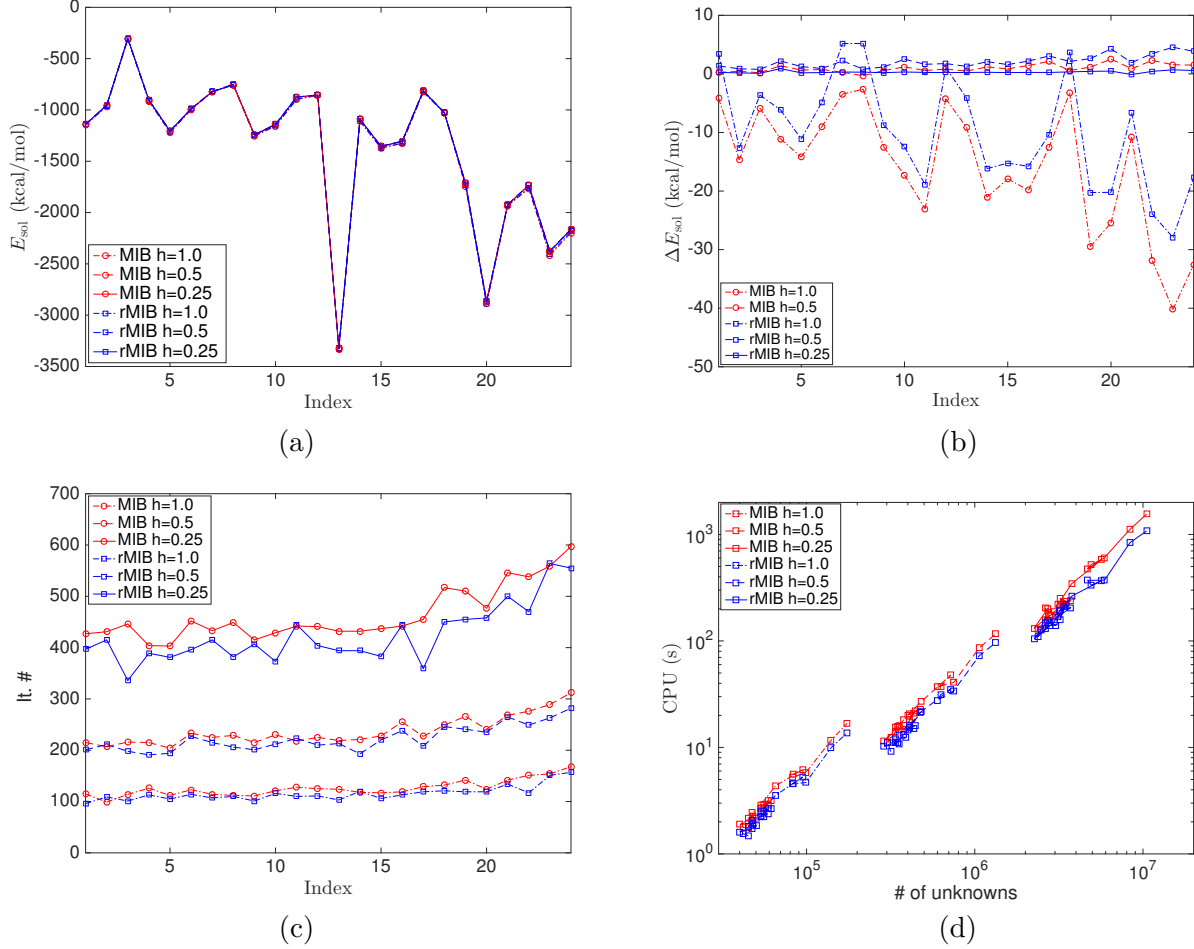 0
-500
-1000
-1500
-2000
-2500
-3000
-3500
E_sol (kcal/mol)
MIB h=1.0
MIB h=0.5
MIB h=0.25
rMIB h=1.0
rMIB h=0.5
rMIB h=0.25
5
10
15
20
Index
(a)
10
0
-10
-20
-30
-40
-50
ΔE_sol (kcal/mol)
MIB h=1.0
MIB h=0.5
rMIB h=1.0
rMIB h=0.5
rMIB h=0.25
5
10
15
20
Index
(b)
700
600
500
400
300
200
100
0
It. #
MIB h=1.0
MIB h=0.5
MIB h=0.25
rMIB h=1.0
rMIB h=0.5
rMIB h=0.25
5
10
15
20
Index
(c)
10^3
10^2
10^1
10^0
CPU (s)
MIB h=1.0
MIB h=0.5
MIB h=0.25
rMIB h=1.0
rMIB h=0.5
rMIB h=0.25
10^5
10^6
10^7
# of unknowns
(d)